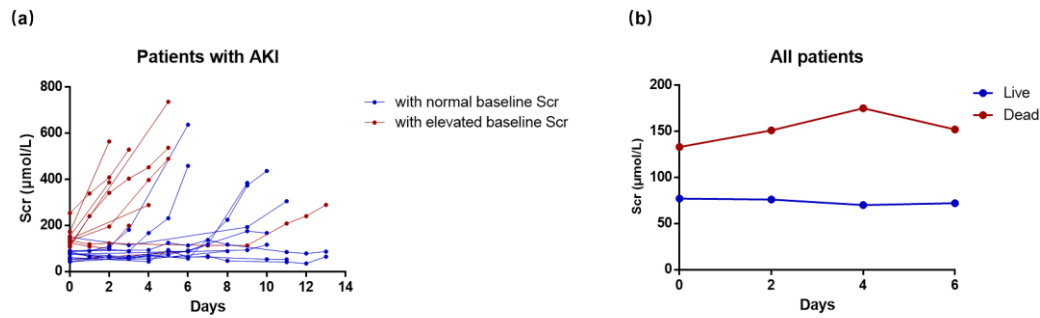 (a)
Patients with AKI
Scr (μmol/L)
800
600
400
200
0
0 2 4 6 8 10 12 14
Days
with normal baseline Scr
with elevated baseline Scr
(b)
All patients
Scr (μmol/L)
200
150
100
50
0
0 2 4 6
Days
Live
Dead